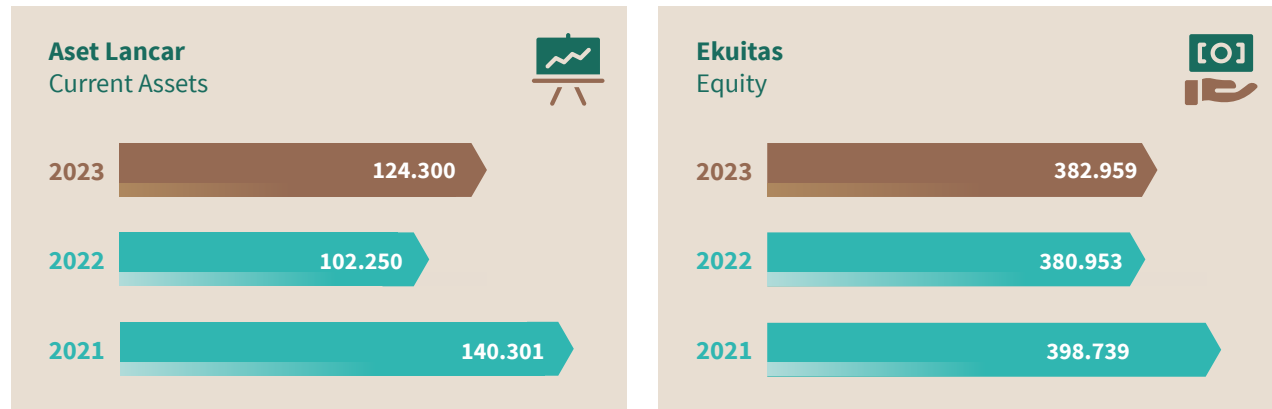 Aset Lancar
Current Assets
2023 124.300
2022 102.250
2021 140.301
Ekuitas
Equity
2023 382.959
2022 380.953
2021 398.739